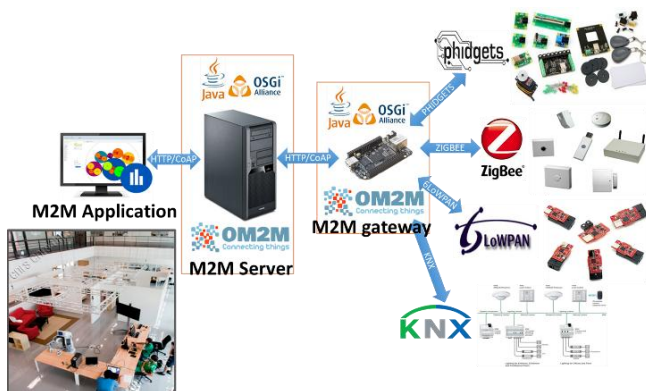 Java
OSGi
Alliance
HTTP/CoAP
M2M Application
OM2M
Connecting things
M2M Server
HTTP/CoAP
Java
OSGi
Alliance
OM2M
Connecting things
M2M gateway
PHIDGETS
phidgets
ZIGBEE
ZigBee®
6LoWPAN
6LoWPAN
KNX
KNX